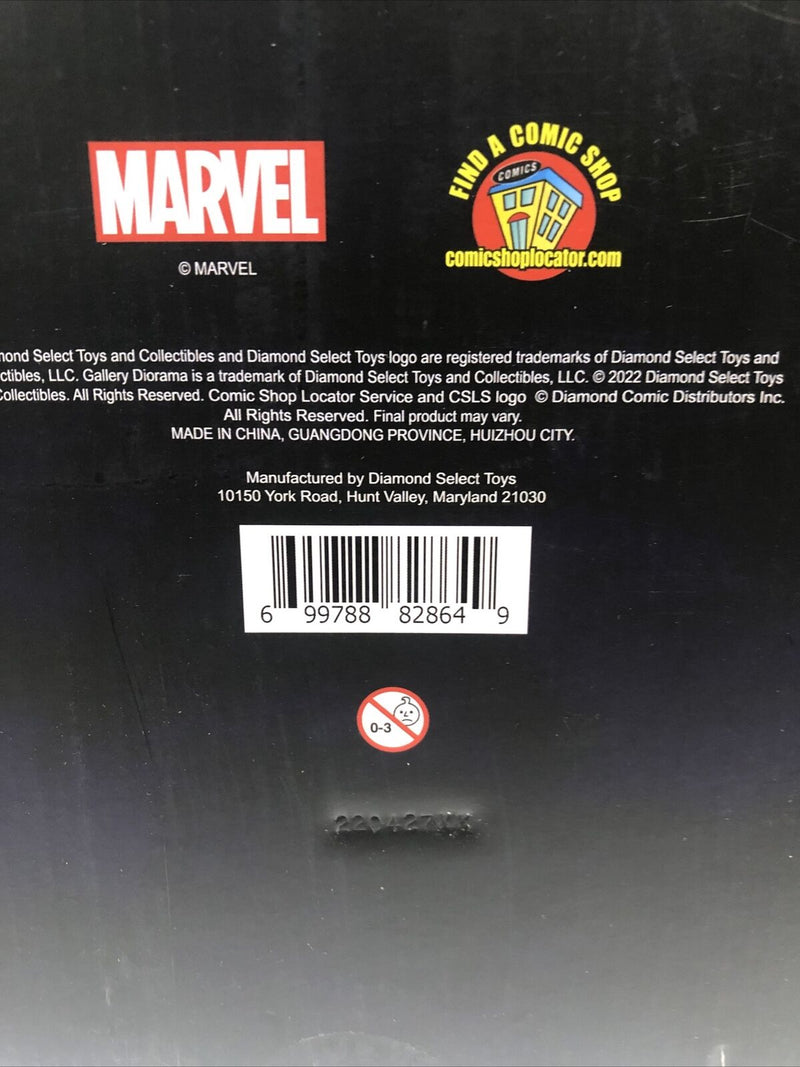 MARVEL
© MARVEL
FIND A COMIC SHOP
COMICS
comicshoplocator.com
mond Select Toys and Collectibles and Diamond Select Toys logo are registered trademarks of Diamond Select Toys and
ctibles, LLC. Gallery Diorama is a trademark of Diamond Select Toys and Collectibles, LLC. © 2022 Diamond Select Toys
Collectibles. All Rights Reserved. Comic Shop Locator Service and CSLS logo © Diamond Comic Distributors Inc.
All Rights Reserved. Final product may vary.
MADE IN CHINA, GUANGDONG PROVINCE, HUIZHOU CITY.
Manufactured by Diamond Select Toys
10150 York Road, Hunt Valley, Maryland 21030
6 99788 82864 9
0-3